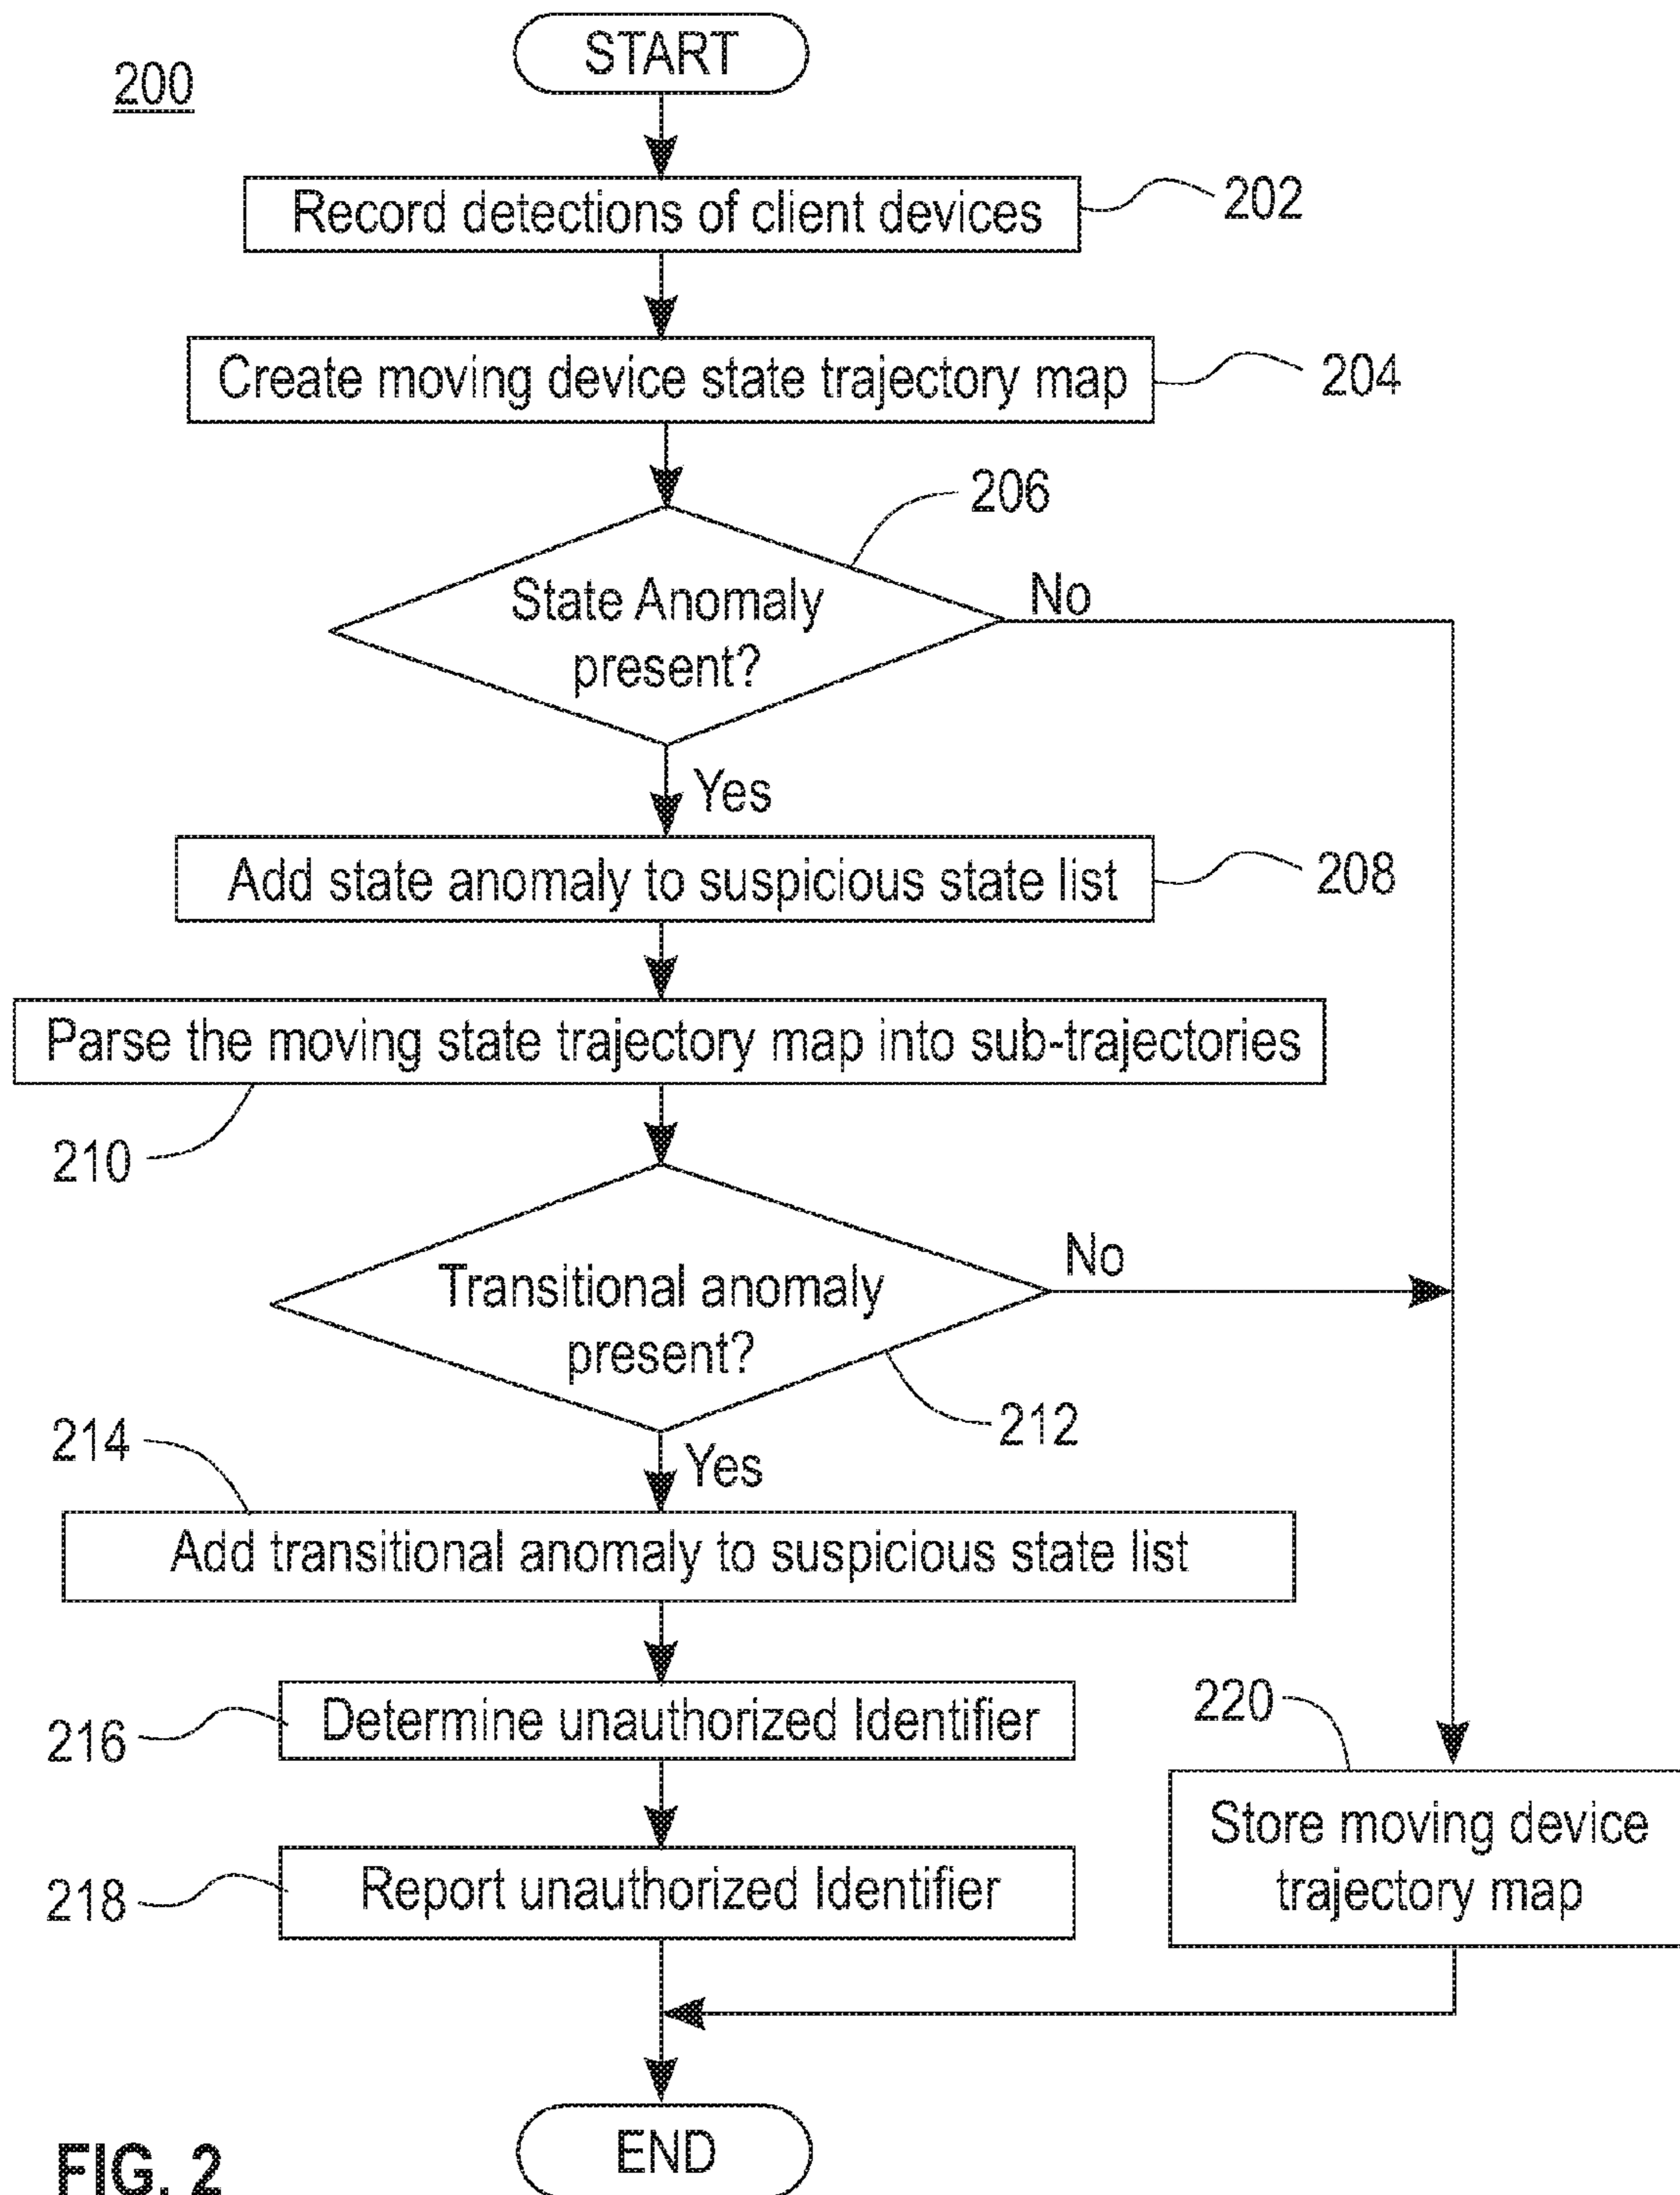 START
200
Record detections of client devices
202
Create moving device state trajectory map
204
206
State Anomaly
present?
No
Yes
Add state anomaly to suspicious state list
208
Parse the moving state trajectory map into sub-trajectories
210
Transitional anomaly
present?
No
212
214
Yes
Add transitional anomaly to suspicious state list
216
Determine unauthorized Identifier
220
Store moving device
trajectory map
218
Report unauthorized Identifier
END
FIG. 2